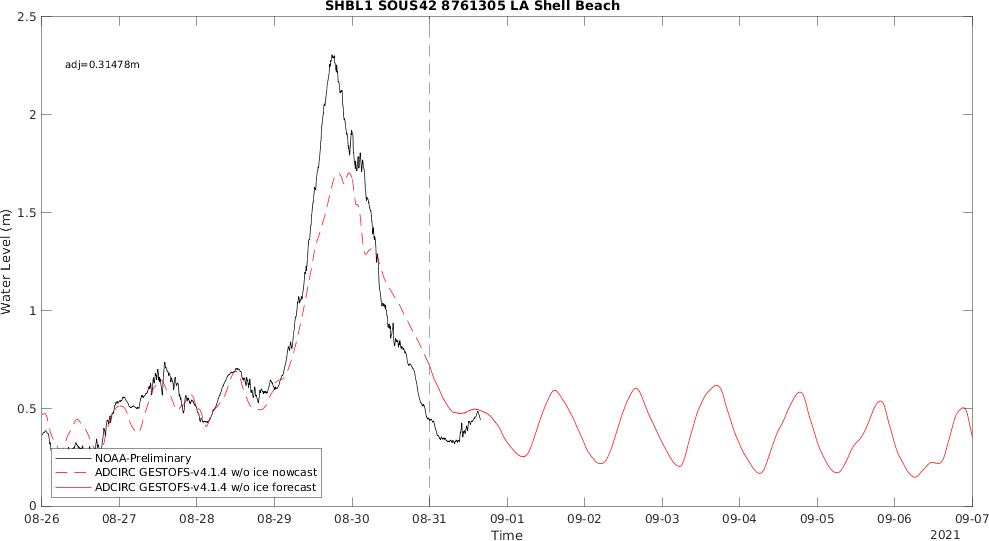 SHBL1 SOUS42 8761305 LA Shell Beach
adj=0.31478m
2.5
2
1.5
1
0.5
0
Water Level (m)
NOAA-Preliminary
ADCIRC GESTOFS-v4.1.4 w/o ice nowcast
ADCIRC GESTOFS-v4.1.4 w/o ice forecast
08-26 08-27 08-28 08-29 08-30 08-31 09-01 09-02 09-03 09-04 09-05 09-06 09-07
Time
2021